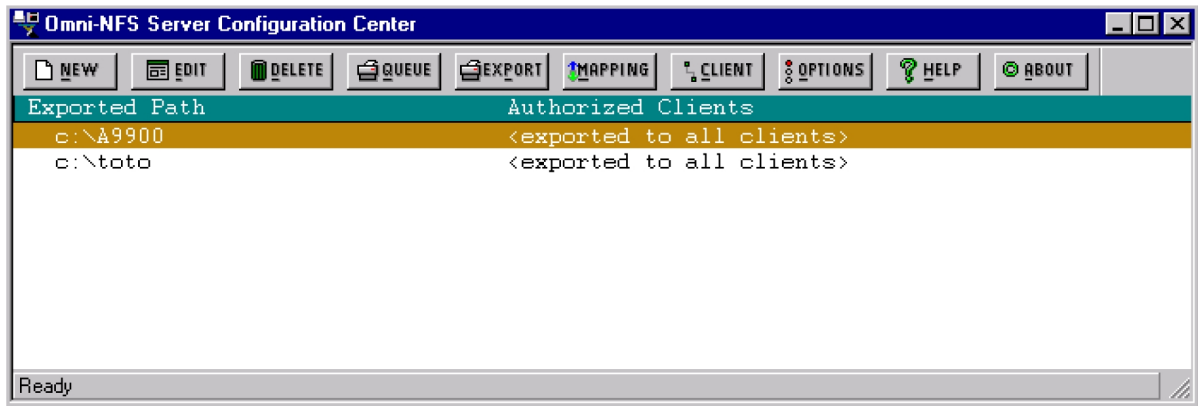 Omni-NFS Server Configuration Center
NEW EDIT DELETE QUEUE EXPORT MAPPING CLIENT OPTIONS HELP ABOUT
Exported Path Authorized Clients
c:\A9900 <exported to all clients>
c:\toto <exported to all clients>
Ready